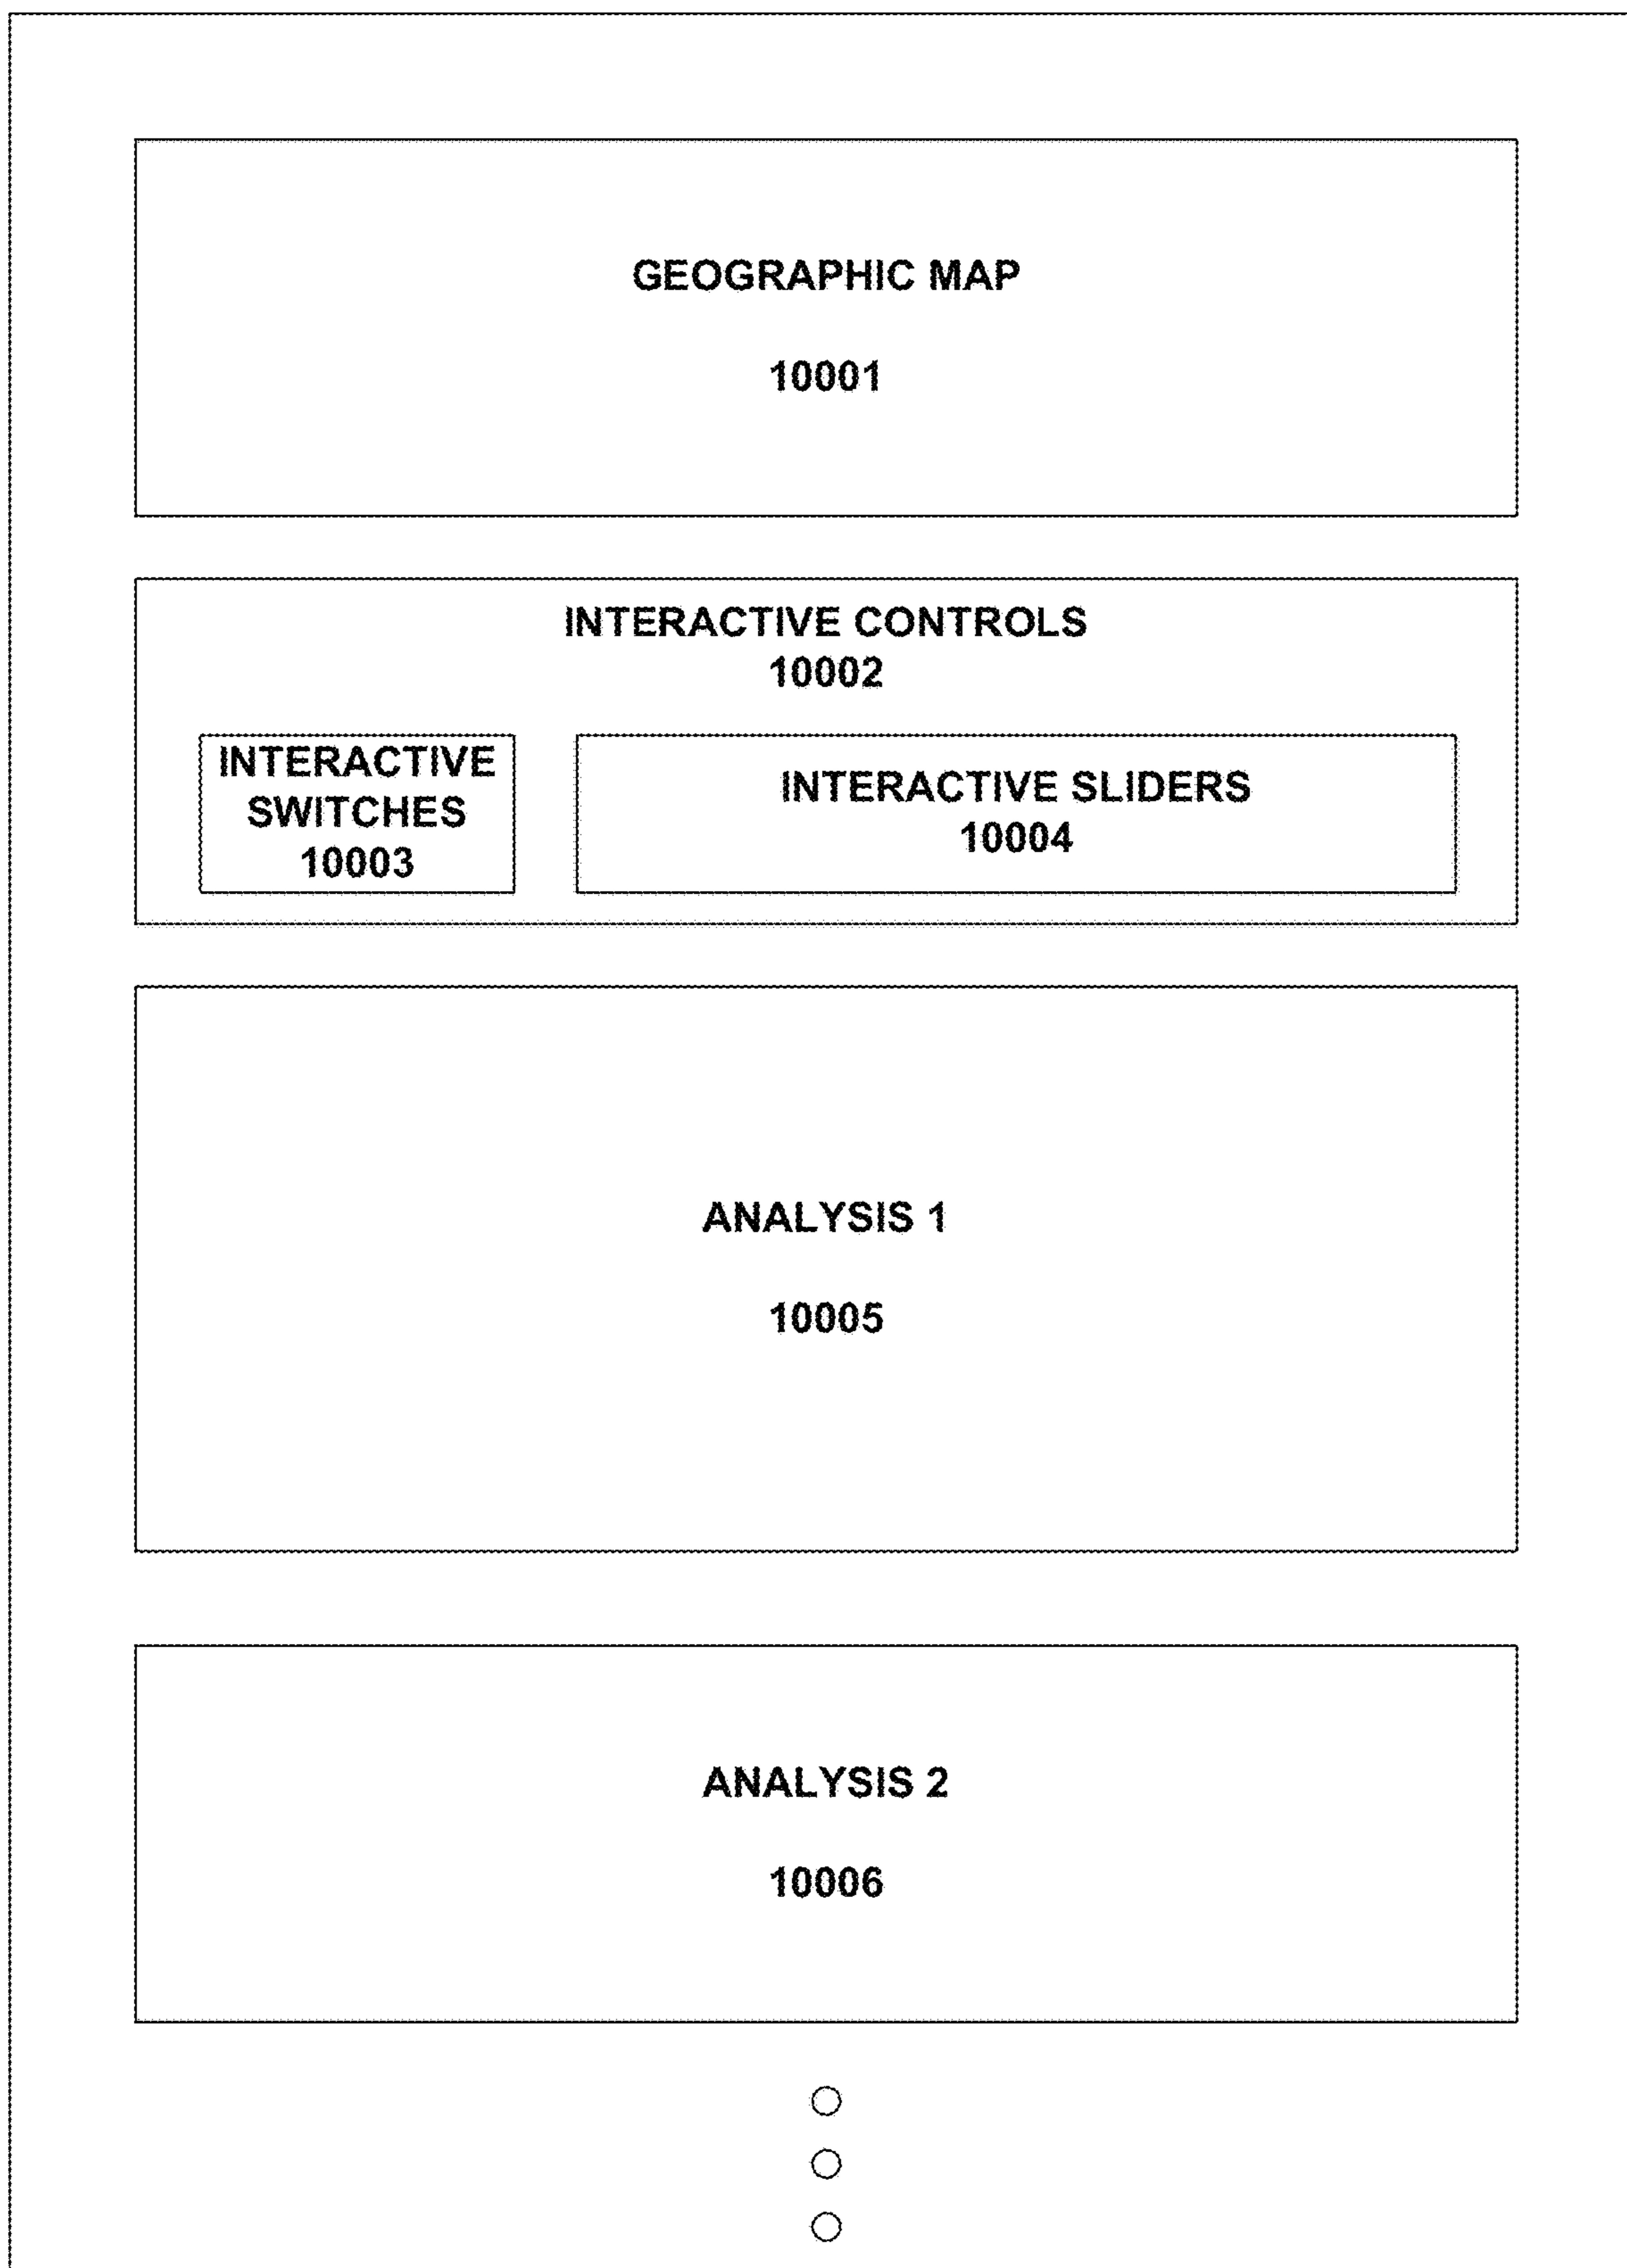 GEOGRAPHIC MAP
10001
INTERACTIVE CONTROLS
10002
INTERACTIVE
SWITCHES
10003
INTERACTIVE SLIDERS
10004
ANALYSIS 1
10005
ANALYSIS 2
10006